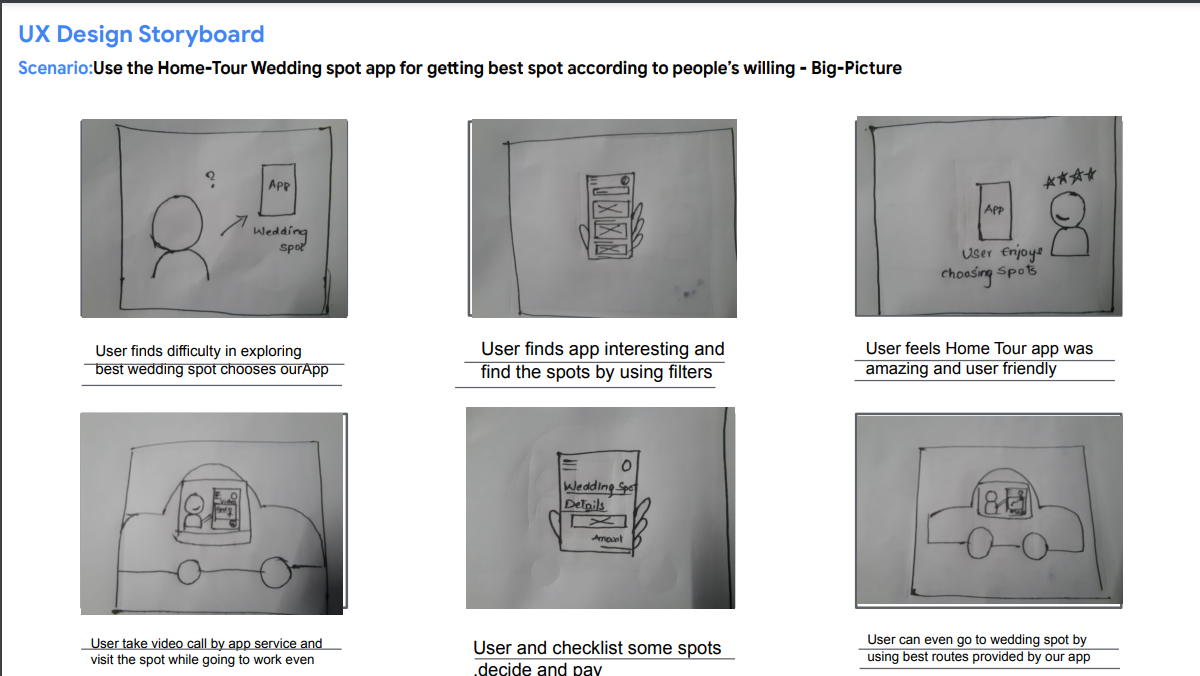 UX Design Storyboard
Scenario:Use the Home-Tour Wedding spot app for getting best spot according to people's willing - Big-Picture
?
App
Wedding
spot
App
User Enjoys
choosing spots
User finds difficulty in exploring
best wedding spot chooses ourApp
User finds app interesting and
find the spots by using filters
User feels Home Tour app was
amazing and user friendly
Wedding Spot
Details
Amount
User take video call by app service and
visit the spot while going to work even
User and checklist some spots
,decide and pay
User can even go to wedding spot by
using best routes provided by our app